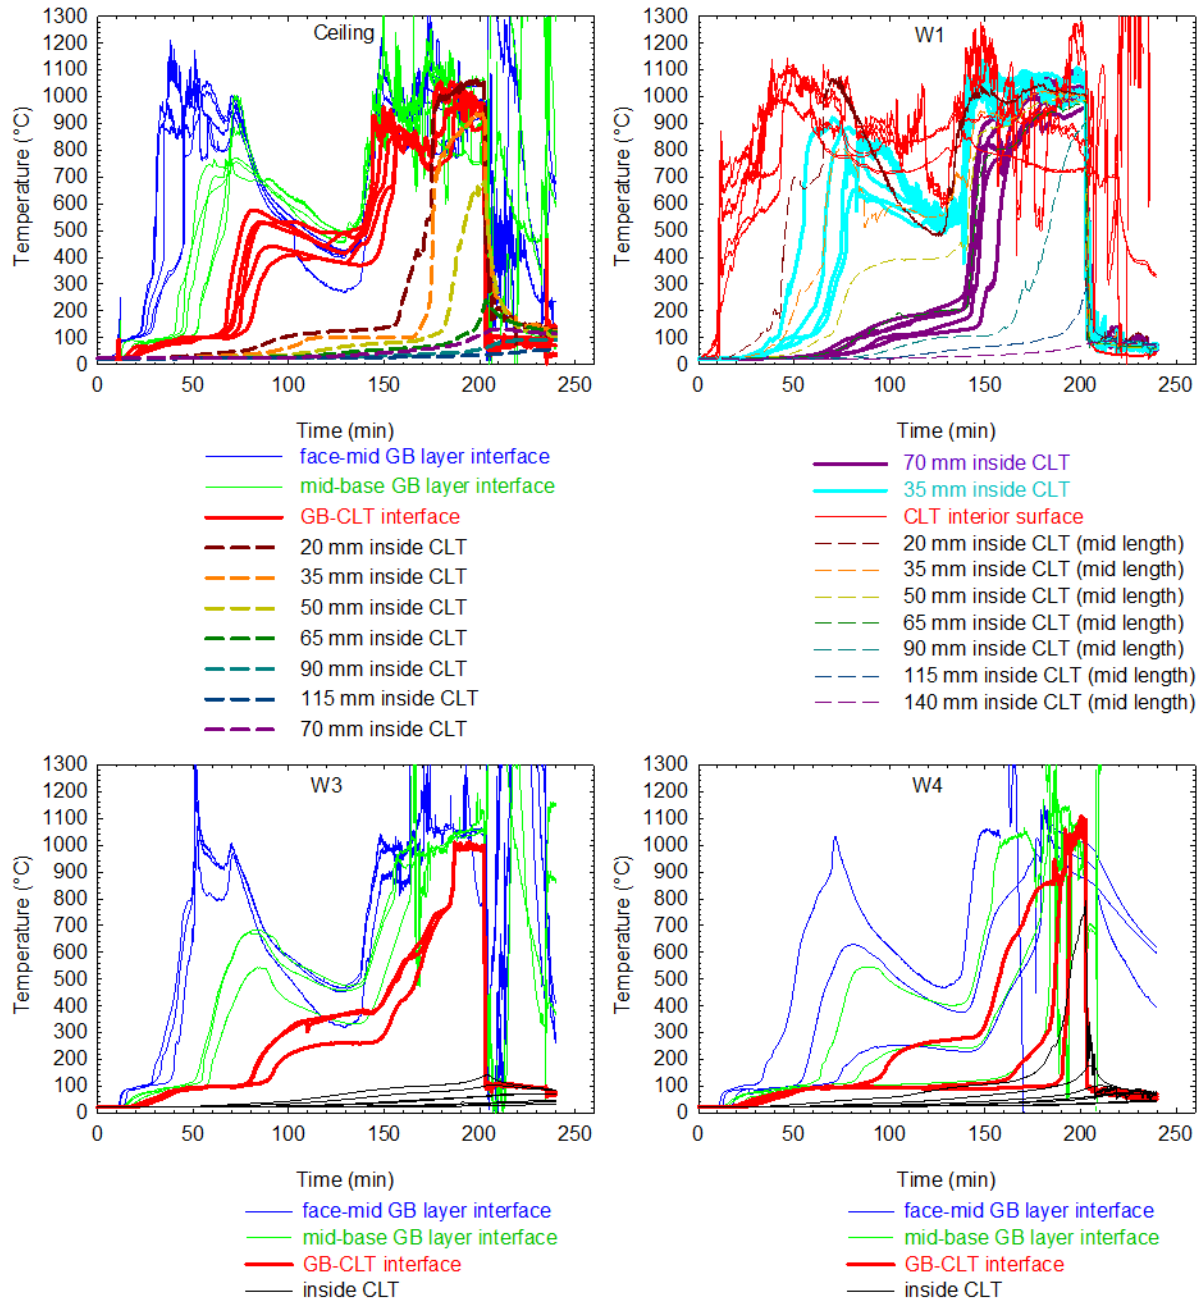 Ceiling
Temperature (°C)
1300
1200
1100
1000
900
800
700
600
500
400
300
200
100
0
0 50 100 150 200 250
Time (min)
face-mid GB layer interface
mid-base GB layer interface
GB-CLT interface
20 mm inside CLT
35 mm inside CLT
50 mm inside CLT
65 mm inside CLT
90 mm inside CLT
115 mm inside CLT
70 mm inside CLT
W1
Temperature (°C)
1300
1200
1100
1000
900
800
700
600
500
400
300
200
100
0
0 50 100 150 200 250
Time (min)
70 mm inside CLT
35 mm inside CLT
CLT interior surface
20 mm inside CLT (mid length)
35 mm inside CLT (mid length)
50 mm inside CLT (mid length)
65 mm inside CLT (mid length)
90 mm inside CLT (mid length)
115 mm inside CLT (mid length)
140 mm inside CLT (mid length)
W3
Temperature (°C)
1300
1200
1100
1000
900
800
700
600
500
400
300
200
100
0
0 50 100 150 200 250
Time (min)
face-mid GB layer interface
mid-base GB layer interface
GB-CLT interface
inside CLT
W4
Temperature (°C)
1300
1200
1100
1000
900
800
700
600
500
400
300
200
100
0
0 50 100 150 200 250
Time (min)
face-mid GB layer interface
mid-base GB layer interface
GB-CLT interface
inside CLT